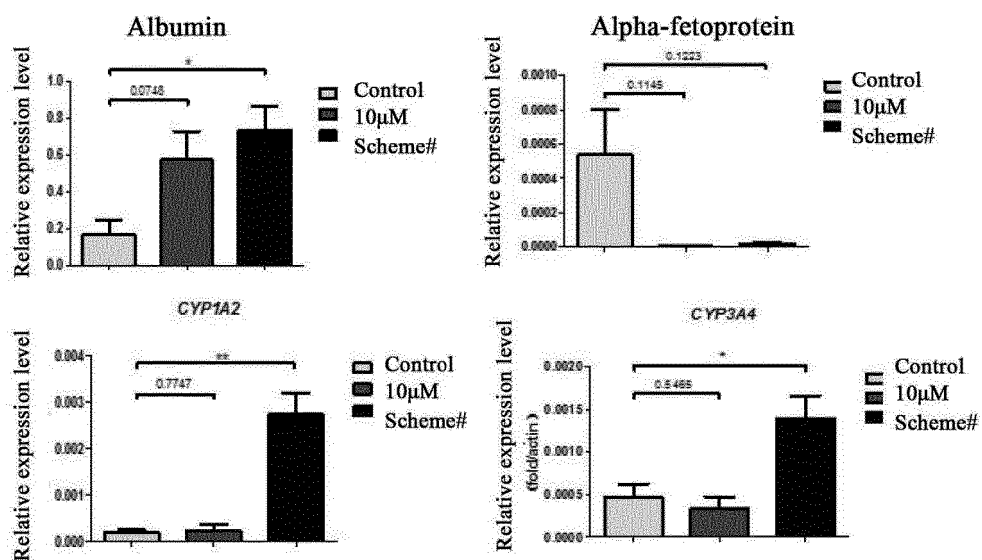 Albumin
Relative expression level
1.0
0.8
0.6
0.4
0.2
0.0
*
0.0748
Control
10μM
Scheme#
Alpha-fetoprotein
Relative expression level
0.0010
0.0008
0.0006
0.0004
0.0002
0.0000
0.1223
0.1145
Control
10μM
Scheme#
CYP1A2
Relative expression level
0.004
0.003
0.002
0.001
0.000
**
0.7747
Control
10μM
Scheme#
CYP3A4
Relative expression level
(fold/actin)
0.0020
0.0015
0.0010
0.0005
0.0000
*
0.5465
Control
10μM
Scheme#